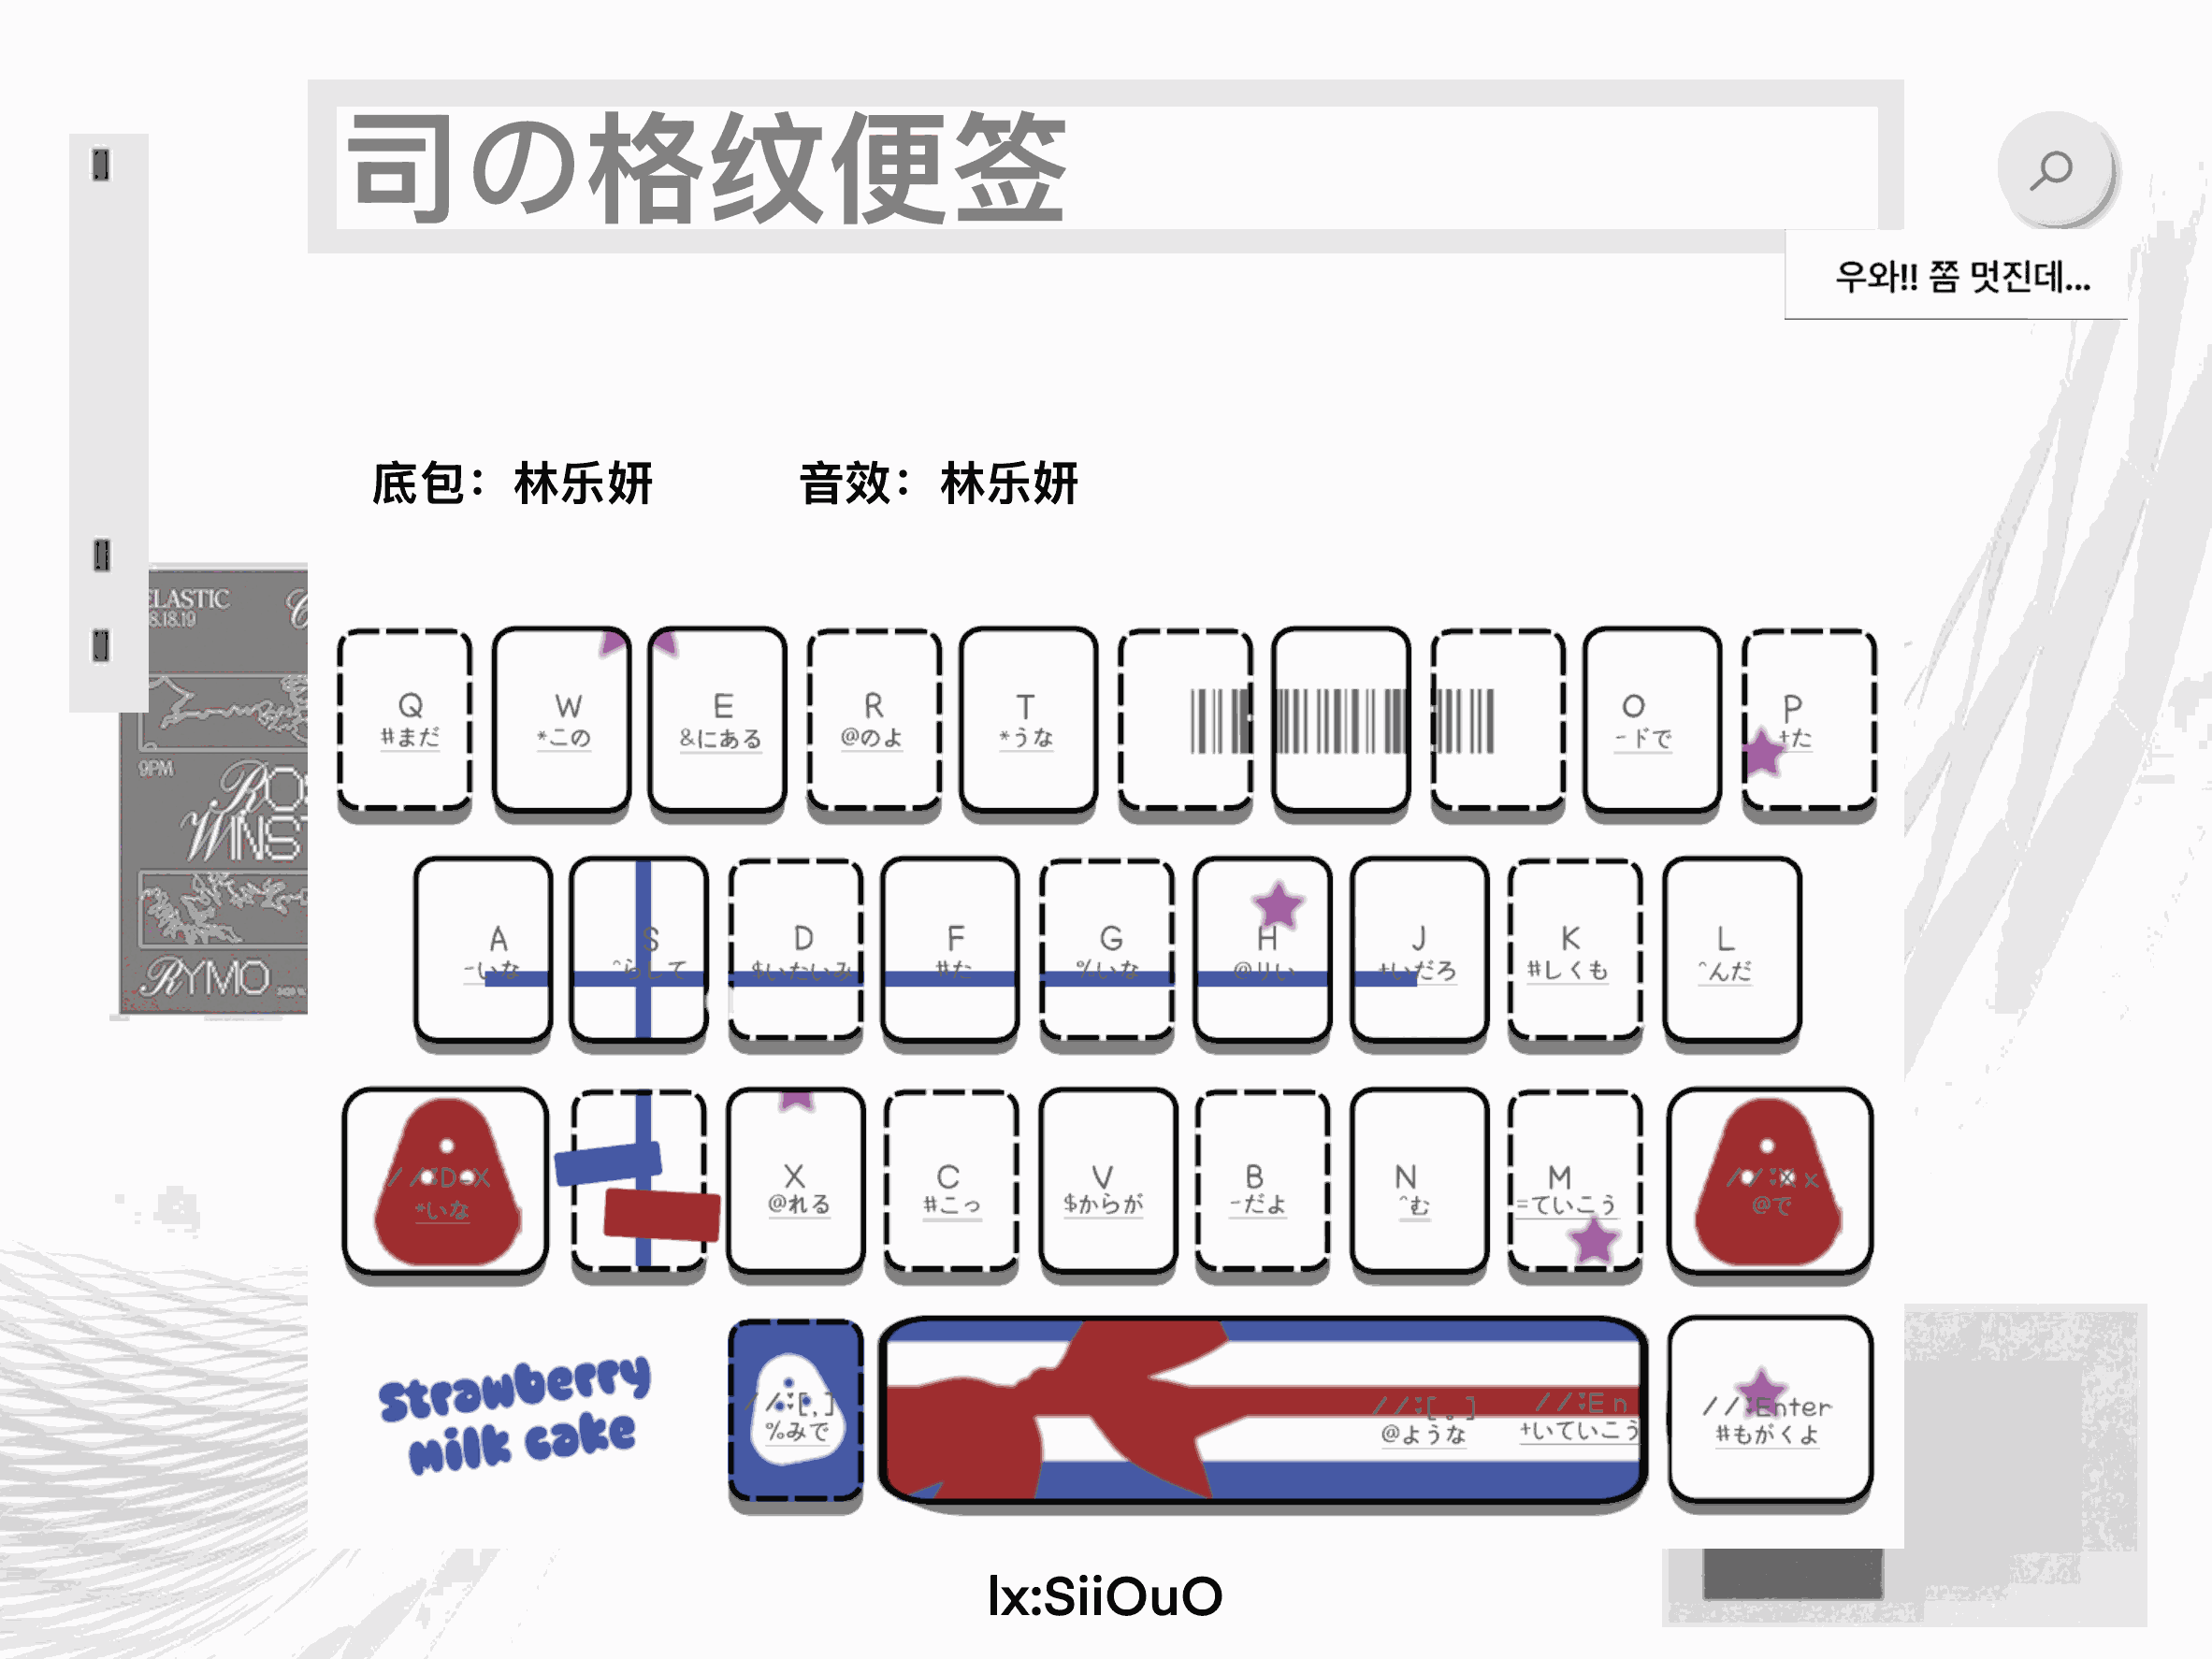 司の格纹便签
우와!! 쫌 멋진데...
底包：林乐妍 音效：林乐妍
ELASTIC
8.18.19
9PM
RYMO
Q W E R T O P
#まだ *この &にある @のよ *うな -ドで +た
A S D F G H J K L
-いな ^らして $いたいみ #た %いな @りい +いだろ #しくも ^んだ
X C V B N M
*いな @れる #こっ $からが -だよ ^む =ていこう @で
Strawberry
milk cake
//:[,] //:[。] //:En //:Enter
%みで @ような +いていこう #もがくよ
lx:SiiOuO